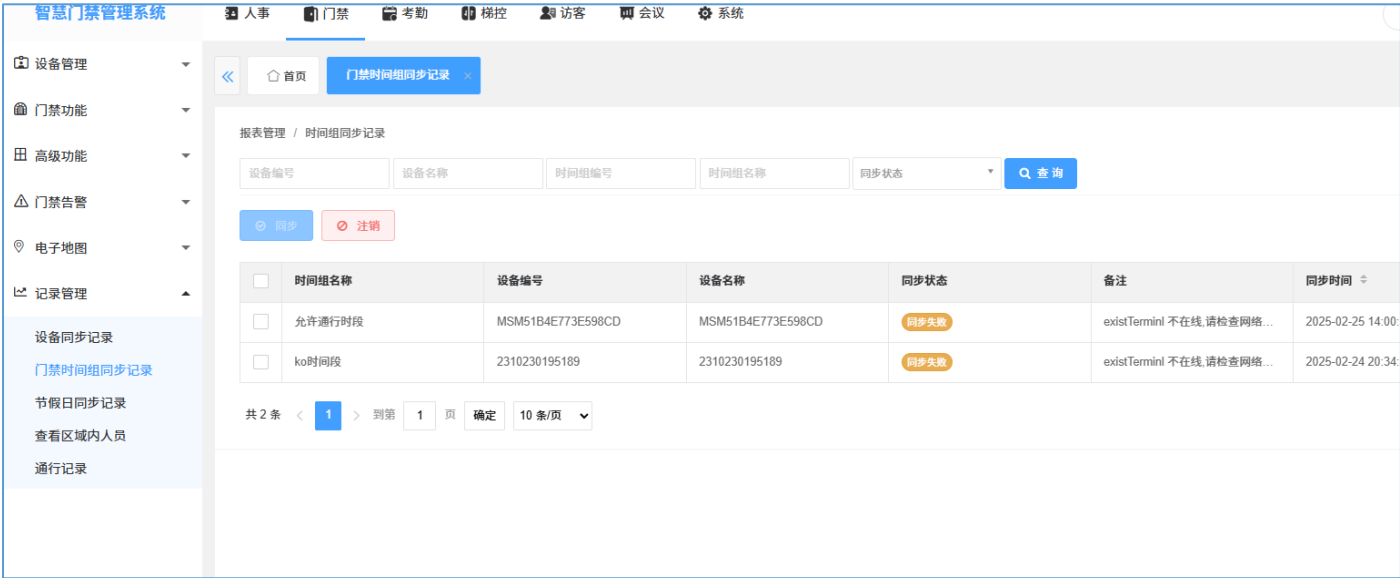 智慧门禁管理系统
人事 门禁 考勤 梯控 访客 会议 系统
设备管理
门禁功能
高级功能
门禁告警
电子地图
记录管理
设备同步记录
门禁时间组同步记录
节假日同步记录
查看区域内人员
通行记录
首页 门禁时间组同步记录 ×
报表管理 / 时间组同步记录
设备编号 设备名称 时间组编号 时间组名称 同步状态 查 询
同步 注销
时间组名称 设备编号 设备名称 同步状态 备注 同步时间
允许通行时段 MSM51B4E773E598CD MSM51B4E773E598CD 同步失败 existTerminl 不在线,请检查网络... 2025-02-25 14:00:
ko时间段 2310230195189 2310230195189 同步失败 existTerminl 不在线,请检查网络... 2025-02-24 20:34:
共 2 条 < 1 > 到第 1 页 确定 10 条/页